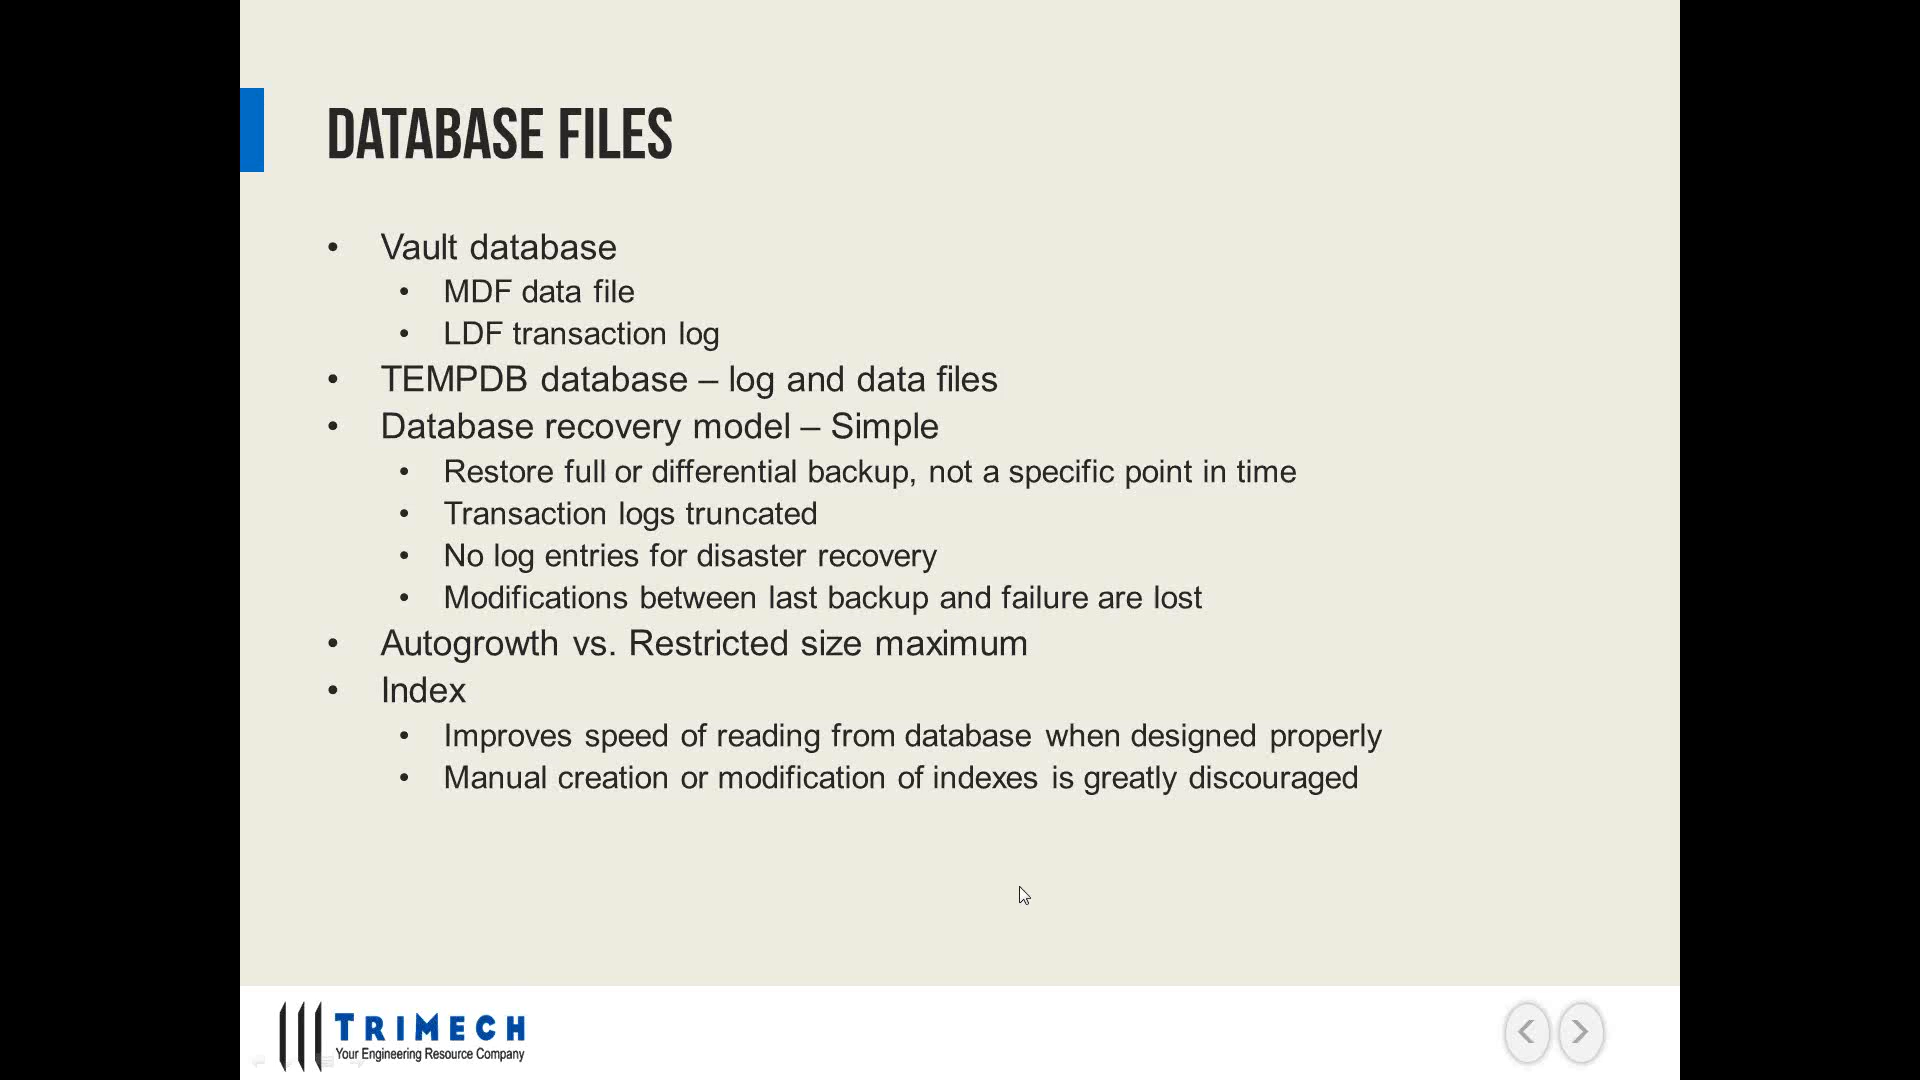 DATABASE FILES
• Vault database
• MDF data file
• LDF transaction log
• TEMPDB database – log and data files
• Database recovery model – Simple
• Restore full or differential backup, not a specific point in time
• Transaction logs truncated
• No log entries for disaster recovery
• Modifications between last backup and failure are lost
• Autogrowth vs. Restricted size maximum
• Index
• Improves speed of reading from database when designed properly
• Manual creation or modification of indexes is greatly discouraged
TRIMECH
Your Engineering Resource Company